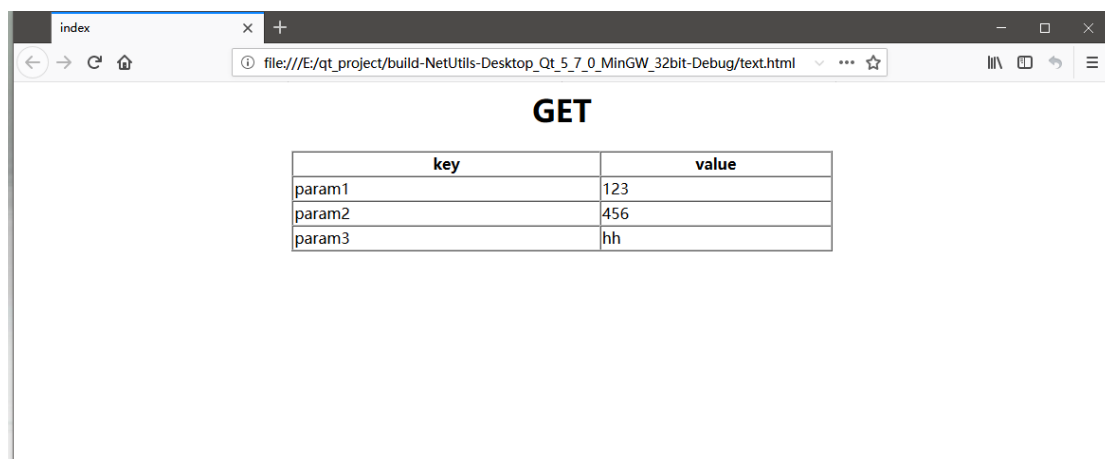 index
file:///E:/qt_project/build-NetUtils-Desktop_Qt_5_7_0_MinGW_32bit-Debug/text.html
GET
key value
param1 123
param2 456
param3 hh